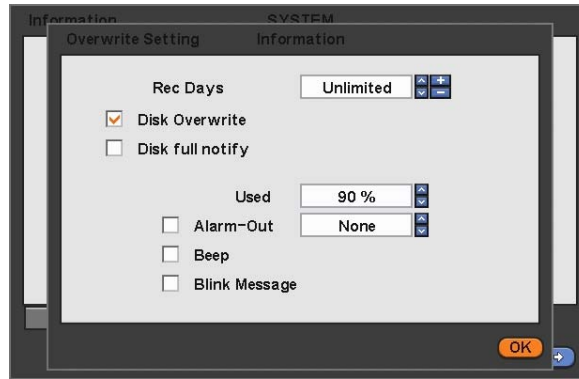 Information SYSTEM
Overwrite Setting Information
Rec Days Unlimited
Disk Overwrite
Disk full notify
Used 90 %
Alarm-Out None
Beep
Blink Message
OK